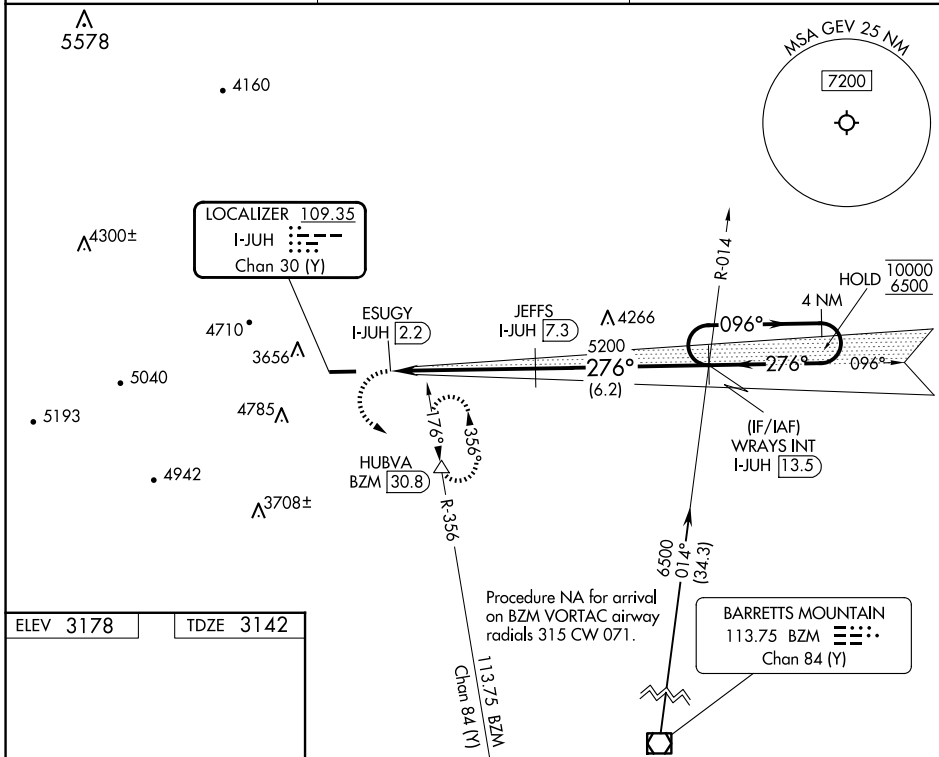 5578
4160
MSA GEV 25 NM
7200
LOCALIZER 109.35
I-JUH
Chan 30 (Y)
4300±
R-014
HOLD
10000
6500
4 NM
ESUGY
I-JUH 2.2
JEFFS
I-JUH 7.3
4266
096°
4710
3656
5200
276°
276°
096°
(6.2)
5040
5193
4785
(IF/IAF)
WRAYS INT
I-JUH 13.5
176°
356°
HUBVA
BZM 30.8
4942
3708±
R-356
6500
014°
(34.3)
Procedure NA for arrival
on BZM VORTAC airway
radials 315 CW 071.
BARRETTS MOUNTAIN
113.75 BZM
Chan 84 (Y)
ELEV 3178
TDZE 3142
113.75 BZM
Chan 84 (Y)